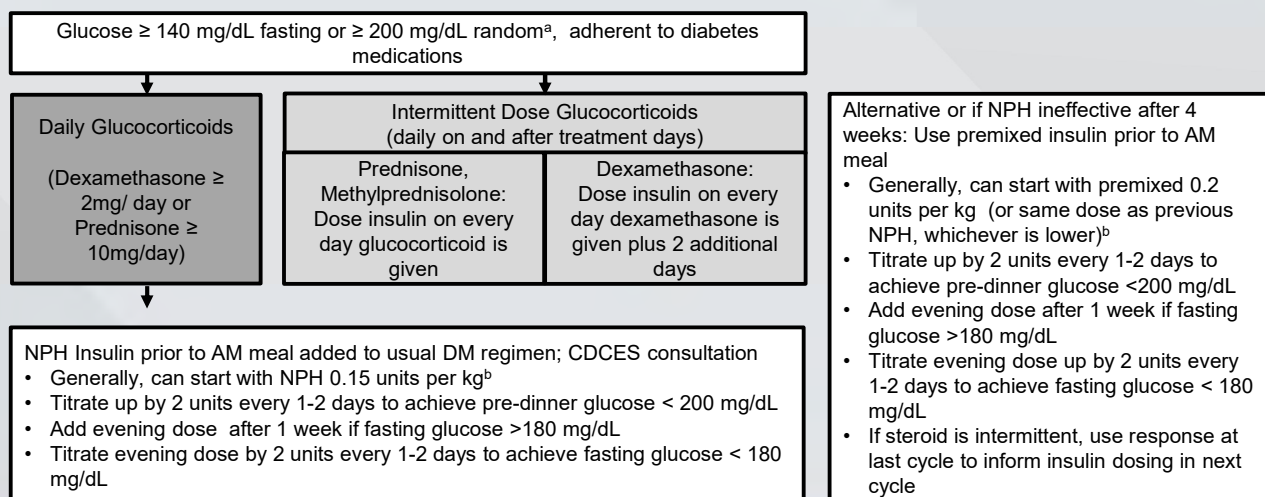 Glucose ≥ 140 mg/dL fasting or ≥ 200 mg/dL randomᵃ, adherent to diabetes
medications
Daily Glucocorticoids
(Dexamethasone ≥
2mg/ day or
Prednisone ≥
10mg/day)
Intermittent Dose Glucocorticoids
(daily on and after treatment days)
Prednisone,
Methylprednisolone:
Dose insulin on every
day glucocorticoid is
given
Dexamethasone:
Dose insulin on every
day dexamethasone is
given plus 2 additional
days
NPH Insulin prior to AM meal added to usual DM regimen; CDCES consultation
• Generally, can start with NPH 0.15 units per kgᵇ
• Titrate up by 2 units every 1-2 days to achieve pre-dinner glucose < 200 mg/dL
• Add evening dose after 1 week if fasting glucose >180 mg/dL
• Titrate evening dose by 2 units every 1-2 days to achieve fasting glucose < 180
mg/dL
Alternative or if NPH ineffective after 4
weeks: Use premixed insulin prior to AM
meal
• Generally, can start with premixed 0.2
units per kg (or same dose as previous
NPH, whichever is lower)ᵇ
• Titrate up by 2 units every 1-2 days to
achieve pre-dinner glucose <200 mg/dL
• Add evening dose after 1 week if fasting
glucose >180 mg/dL
• Titrate evening dose up by 2 units every
1-2 days to achieve fasting glucose < 180
mg/dL
• If steroid is intermittent, use response at
last cycle to inform insulin dosing in next
cycle